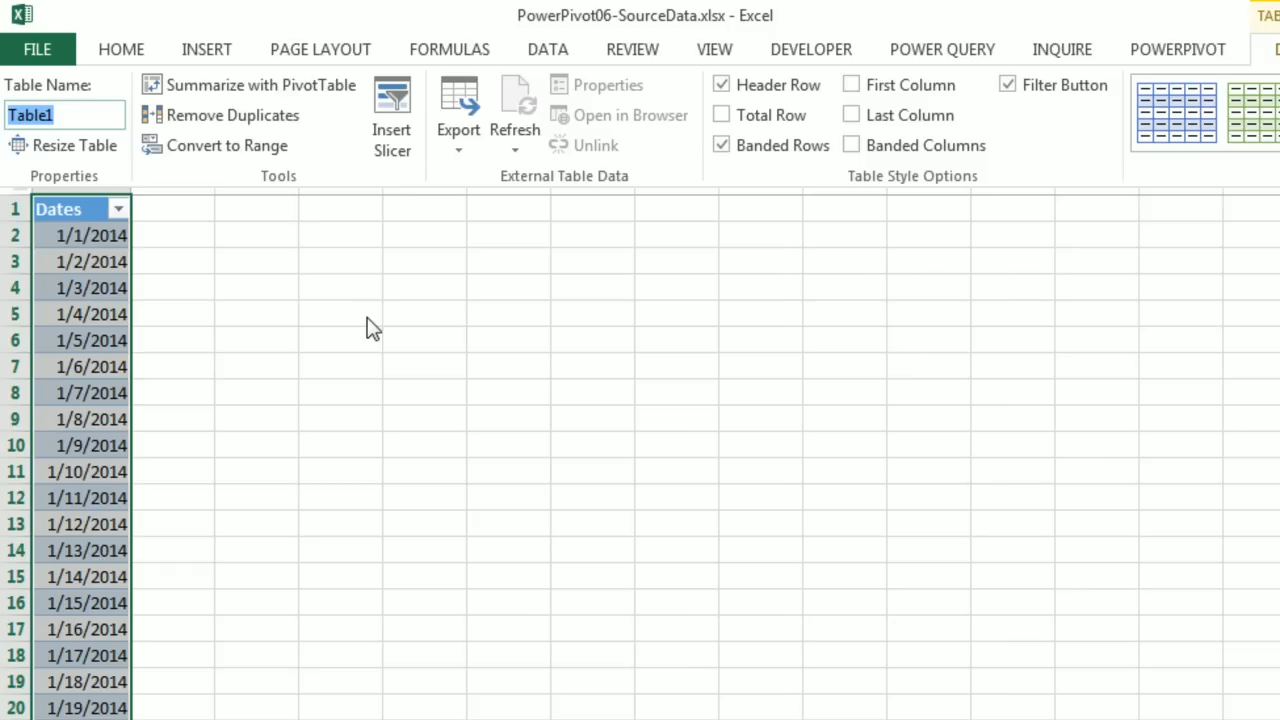 PowerPivot06-SourceData.xlsx - Excel
TAB
FILE HOME INSERT PAGE LAYOUT FORMULAS DATA REVIEW VIEW DEVELOPER POWER QUERY INQUIRE POWERPIVOT D
Table Name: Summarize with PivotTable Properties Header Row First Column Filter Button
Table1 Remove Duplicates Open in Browser Total Row Last Column
Resize Table Convert to Range Insert Slicer Export Refresh Unlink Banded Rows Banded Columns
Properties Tools External Table Data Table Style Options
1 Dates
2 1/1/2014
3 1/2/2014
4 1/3/2014
5 1/4/2014
6 1/5/2014
7 1/6/2014
8 1/7/2014
9 1/8/2014
10 1/9/2014
11 1/10/2014
12 1/11/2014
13 1/12/2014
14 1/13/2014
15 1/14/2014
16 1/15/2014
17 1/16/2014
18 1/17/2014
19 1/18/2014
20 1/19/2014